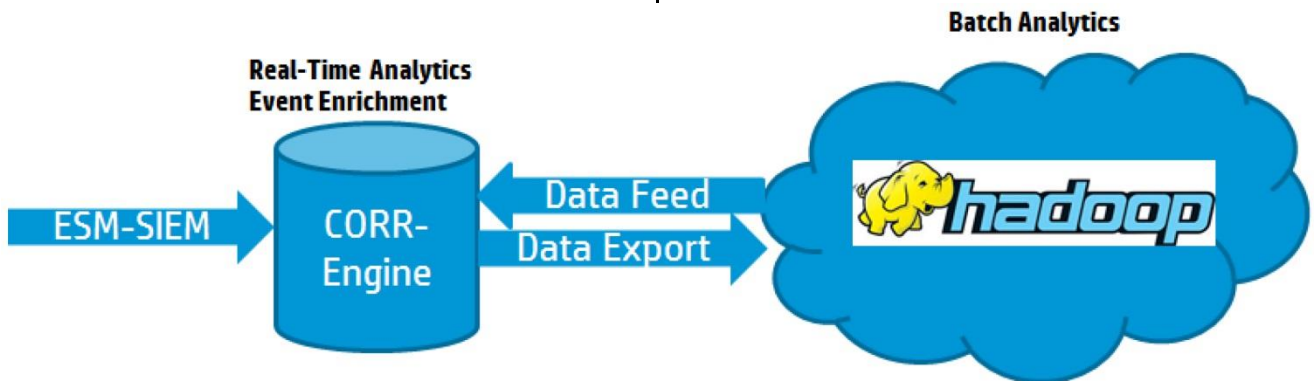 Batch Analytics
Real-Time Analytics
Event Enrichment
ESM-SIEM
CORR-
Engine
Data Feed
Data Export
hadoop